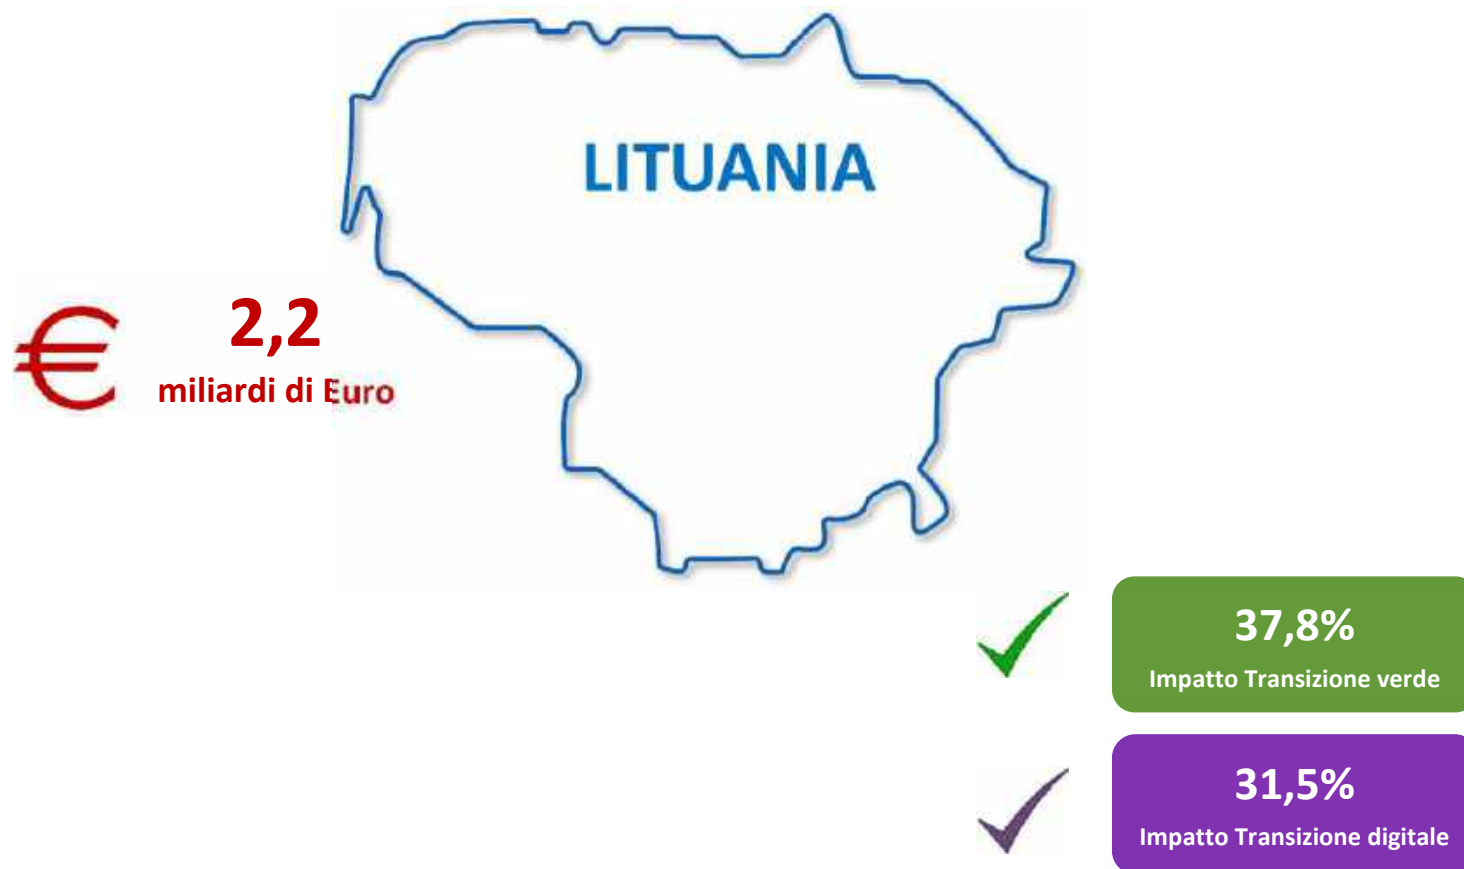 LITUANIA
€
2,2
miliardi di Euro
37,8%
Impatto Transizione verde
31,5%
Impatto Transizione digitale